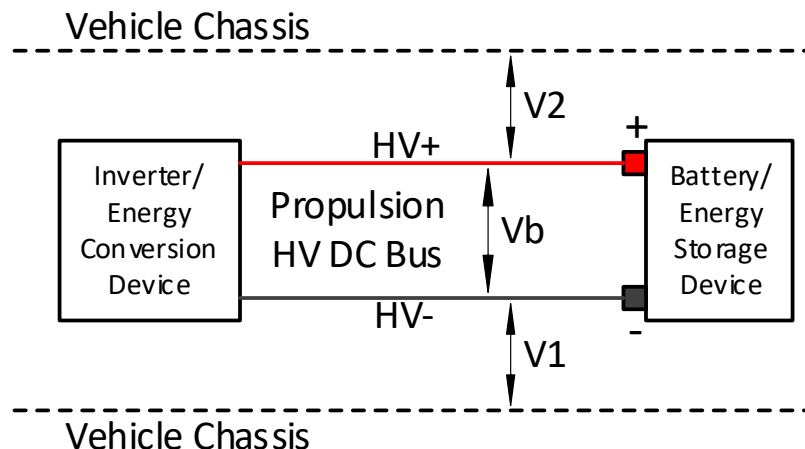 Vehicle Chassis
V2
+
HV+
Inverter/
Energy
Conversion
Device
Propulsion
HV DC Bus
Vb
Battery/
Energy
Storage
Device
HV-
-
V1
Vehicle Chassis